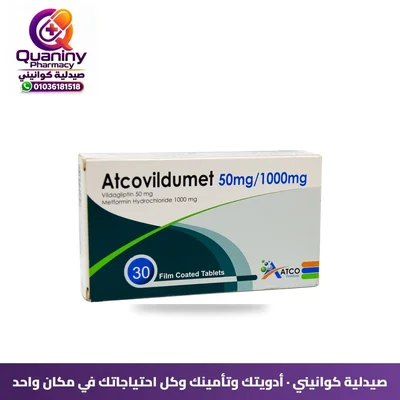 Quaniny
Pharmacy
صيدلية كوانيني
01036181518
Atcovildumet 50mg/1000mg
Vildagliptin 50 mg
Metformin Hydrochloride 1000 mg
30 Film Coated Tablets
ATCO
صيدلية كوانيني - أدويتك وتأمينك وكل احتياجاتك في مكان واحد